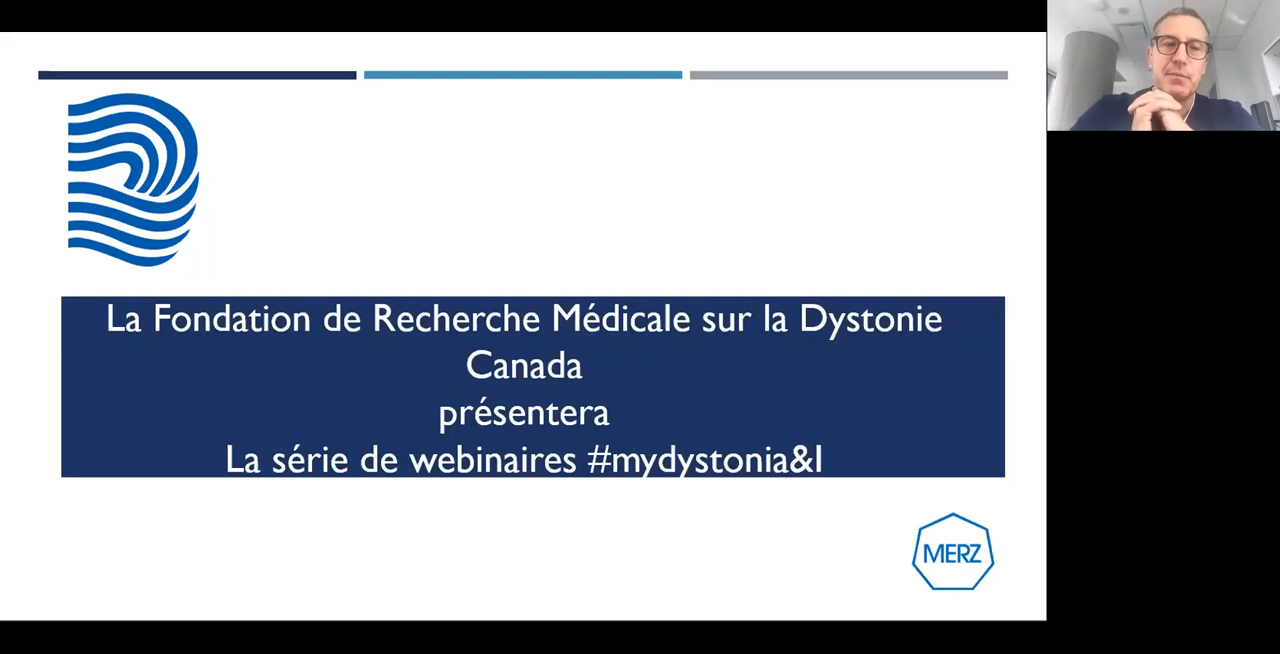 La Fondation de Recherche Médicale sur la Dystonie
Canada
présentera
La série de webinaires #mydystonia&I
MERZ